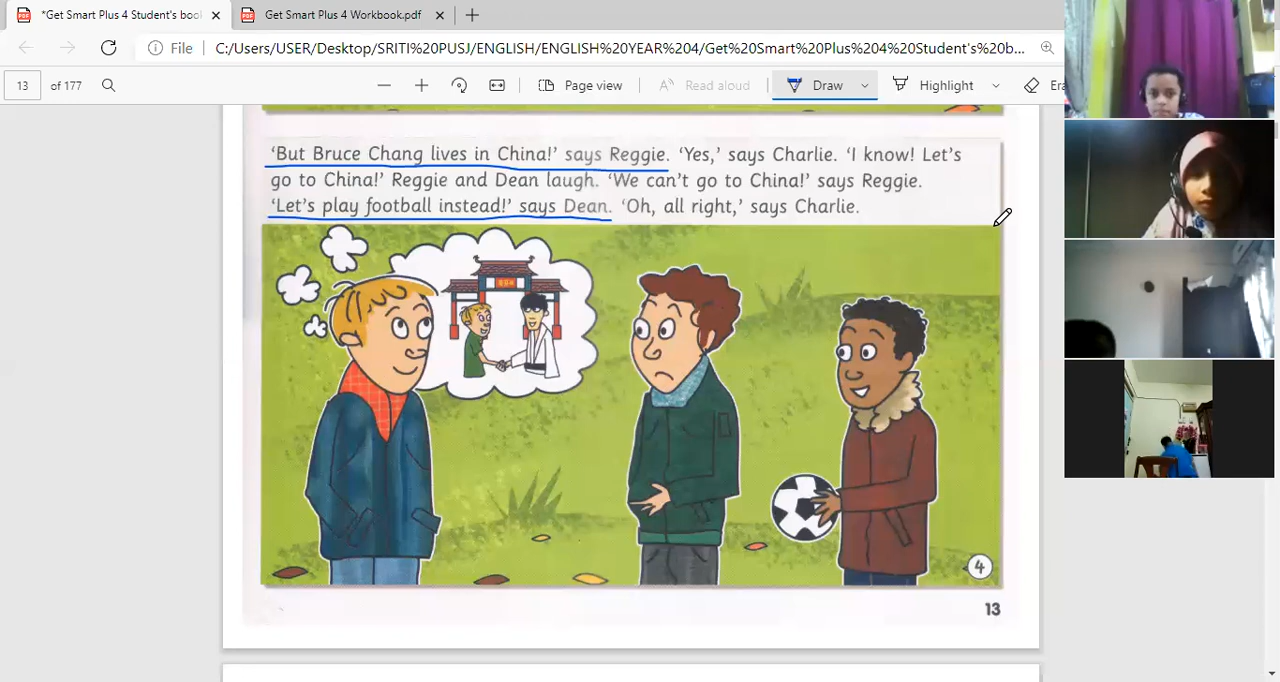 *Get Smart Plus 4 Student's boo
Get Smart Plus 4 Workbook.pdf
File
C:/Users/USER/Desktop/SRITI%20PUSJ/ENGLISH/ENGLISH%20YEAR%204/Get%20Smart%20Plus%204%20Student's%20b...
13 of 177
Page view
Read aloud
Draw
Highlight
Era
'But Bruce Chang lives in China!' says Reggie. 'Yes,' says Charlie. 'I know! Let's
go to China!' Reggie and Dean laugh. 'We can't go to China!' says Reggie.
'Let's play football instead!' says Dean. 'Oh, all right,' says Charlie.
4
13